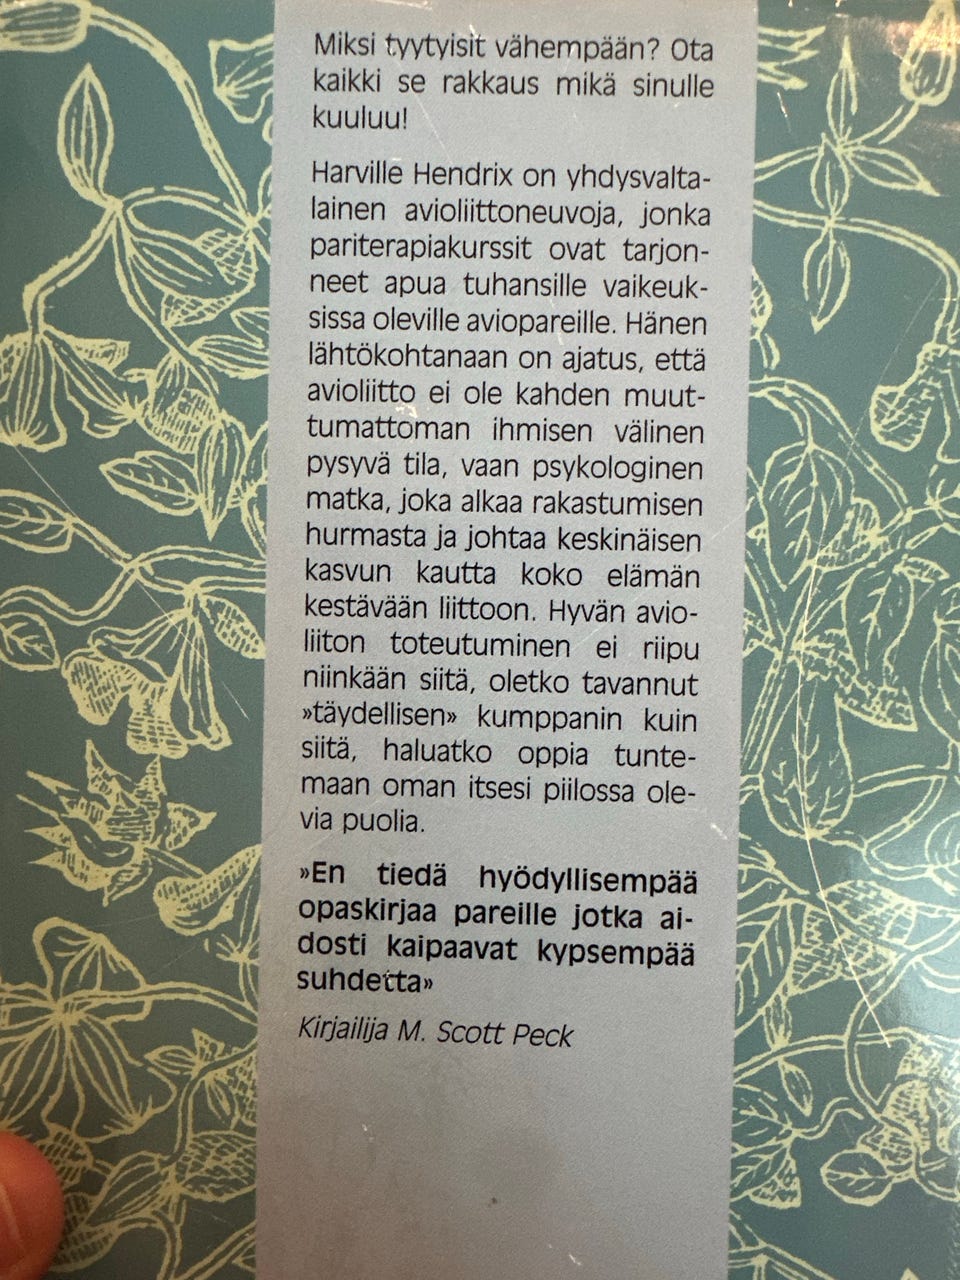 Miksi tyytyisit vähempään? Ota
kaikki se rakkaus mikä sinulle
kuuluu!
Harville Hendrix on yhdysvalta-
lainen avioliittoneuvoja, jonka
pariterapiakurssit ovat tarjon-
neet apua tuhansille vaikeuk-
sissa oleville aviopareille. Hänen
lähtökohtanaan on ajatus, että
avioliitto ei ole kahden muut-
tumattoman ihmisen välinen
pysyvä tila, vaan psykologinen
matka, joka alkaa rakastumisen
hurmasta ja johtaa keskinäisen
kasvun kautta koko elämän
kestävään liittoon. Hyvän avio-
liiton toteutuminen ei riipu
niinkään siitä, oletko tavannut
»täydellisen» kumppanin kuin
siitä, haluatko oppia tunte-
maan oman itsesi piilossa ole-
via puolia.
»En tiedä hyödyllisempää
opaskirjaa pareille jotka ai-
dosti kaipaavat kypsempää
suhdetta»
Kirjailija M. Scott Peck